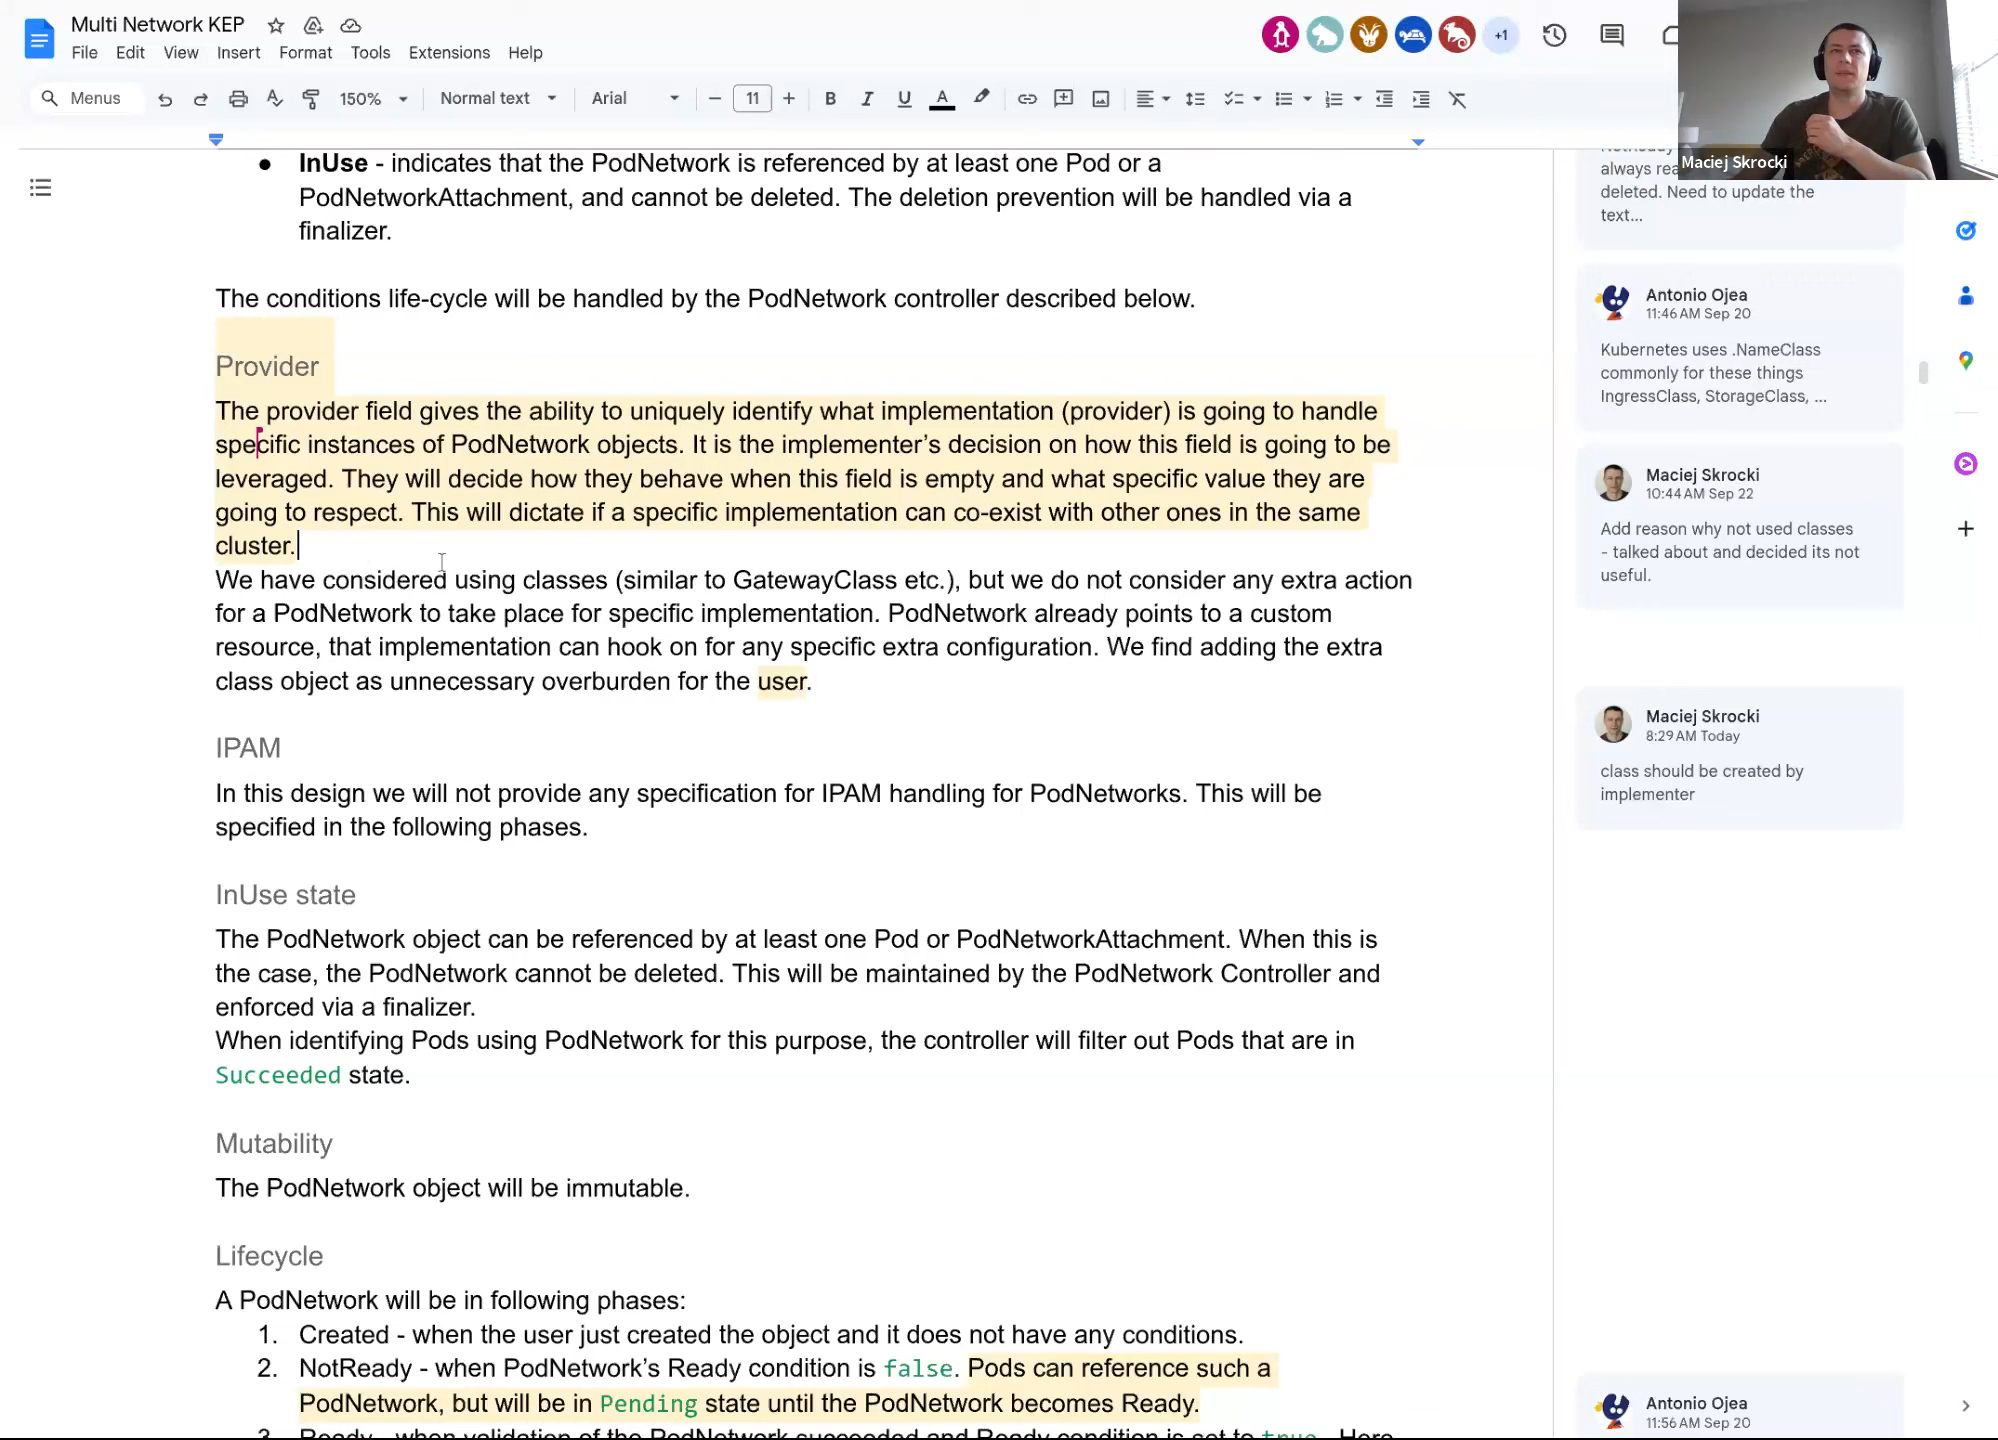 Multi Network KEP
File Edit View Insert Format Tools Extensions Help
+1
Menus 150% Normal text Arial 11 B I U A
Maciej Skrocki
InUse - indicates that the PodNetwork is referenced by at least one Pod or a
PodNetworkAttachment, and cannot be deleted. The deletion prevention will be handled via a
finalizer.
The conditions life-cycle will be handled by the PodNetwork controller described below.
Provider
The provider field gives the ability to uniquely identify what implementation (provider) is going to handle
specific instances of PodNetwork objects. It is the implementer's decision on how this field is going to be
leveraged. They will decide how they behave when this field is empty and what specific value they are
going to respect. This will dictate if a specific implementation can co-exist with other ones in the same
cluster.
We have considered using classes (similar to GatewayClass etc.), but we do not consider any extra action
for a PodNetwork to take place for specific implementation. PodNetwork already points to a custom
resource, that implementation can hook on for any specific extra configuration. We find adding the extra
class object as unnecessary overburden for the user.
IPAM
In this design we will not provide any specification for IPAM handling for PodNetworks. This will be
specified in the following phases.
InUse state
The PodNetwork object can be referenced by at least one Pod or PodNetworkAttachment. When this is
the case, the PodNetwork cannot be deleted. This will be maintained by the PodNetwork Controller and
enforced via a finalizer.
When identifying Pods using PodNetwork for this purpose, the controller will filter out Pods that are in
Succeeded state.
Mutability
The PodNetwork object will be immutable.
Lifecycle
A PodNetwork will be in following phases:
1. Created - when the user just created the object and it does not have any conditions.
2. NotReady - when PodNetwork's Ready condition is false. Pods can reference such a
PodNetwork, but will be in Pending state until the PodNetwork becomes Ready.
3. Ready - when validation of the PodNetwork succeeded and Ready condition is set to true. Here
always rea
deleted. Need to update the
text...
Antonio Ojea
11:46 AM Sep 20
Kubernetes uses .NameClass
commonly for these things
IngressClass, StorageClass, ...
Maciej Skrocki
10:44 AM Sep 22
Add reason why not used classes
- talked about and decided its not
useful.
Maciej Skrocki
8:29 AM Today
class should be created by
implementer
Antonio Ojea
11:56 AM Sep 20